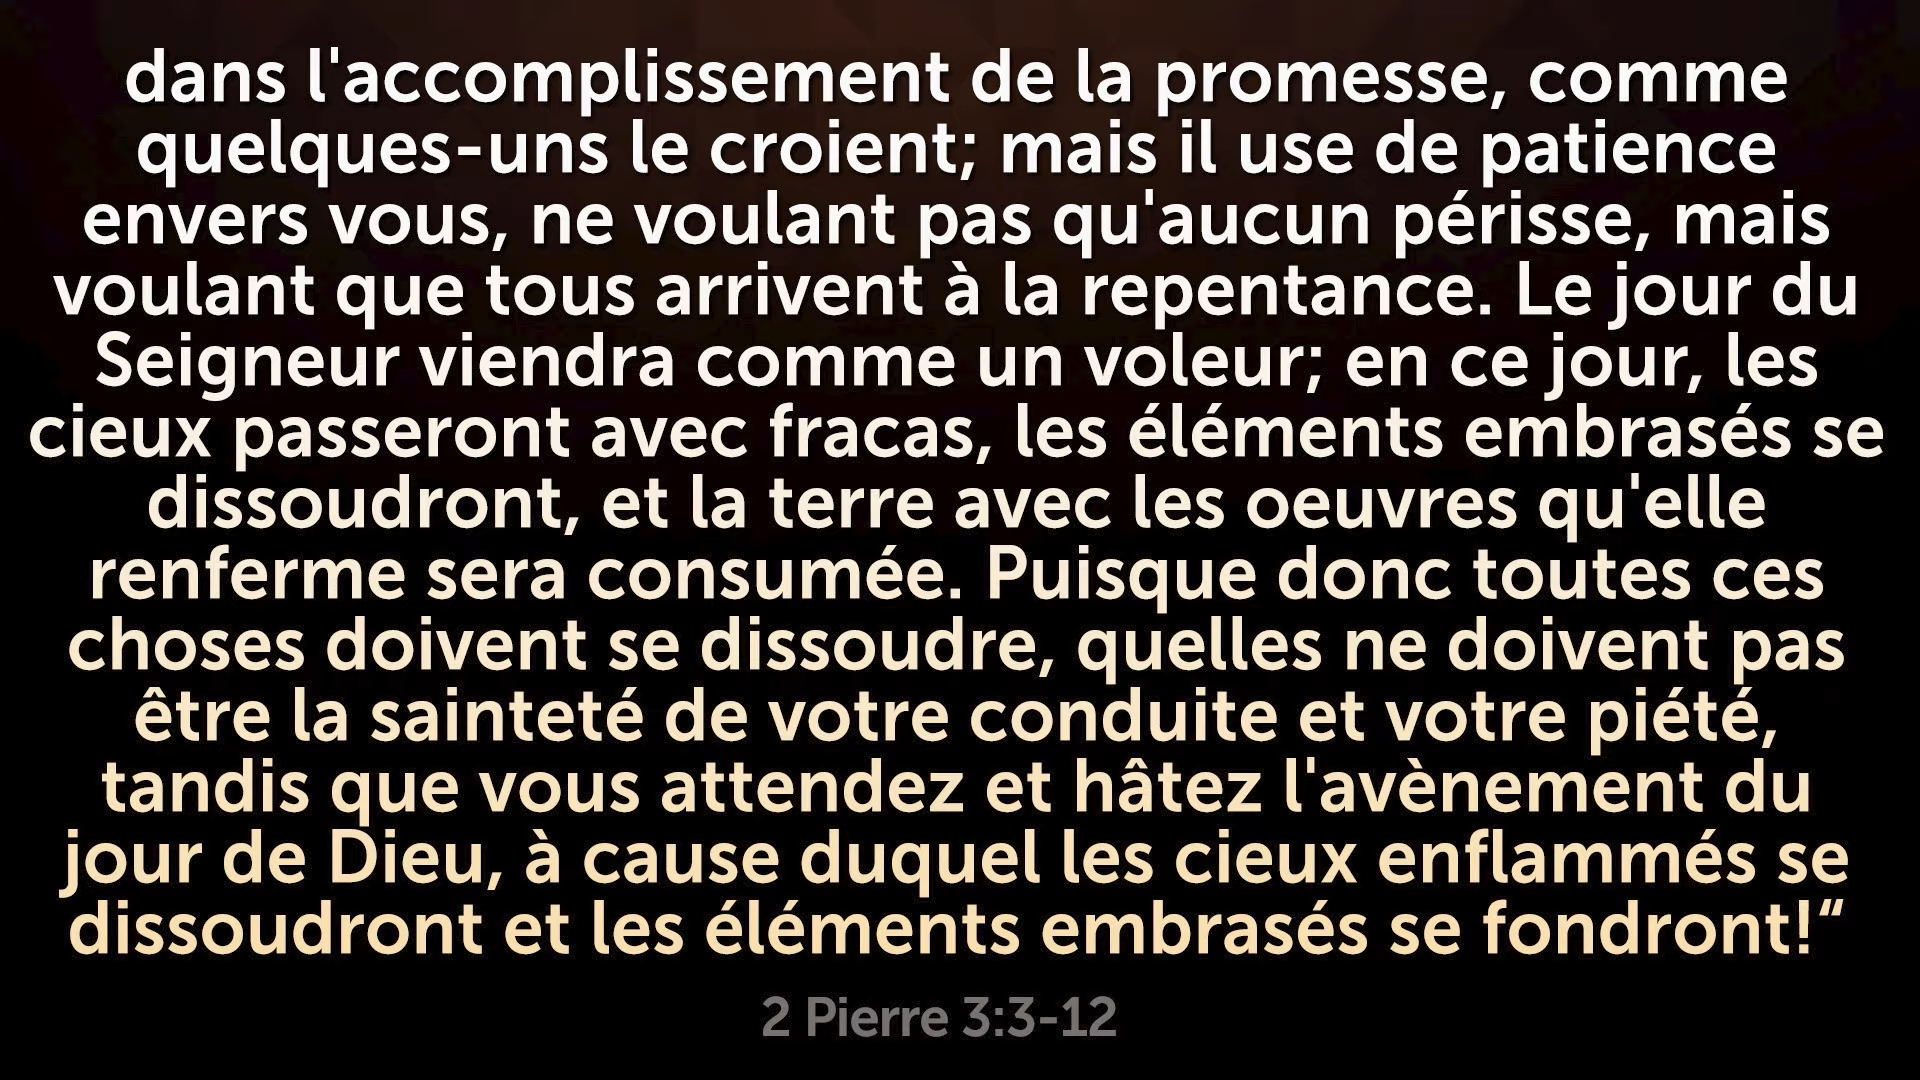 dans l'accomplissement de la promesse, comme
quelques-uns le croient; mais il use de patience
envers vous, ne voulant pas qu'aucun périsse, mais
voulant que tous arrivent à la repentance. Le jour du
Seigneur viendra comme un voleur; en ce jour, les
cieux passeront avec fracas, les éléments embrasés se
dissoudront, et la terre avec les oeuvres qu'elle
renferme sera consumée. Puisque donc toutes ces
choses doivent se dissoudre, quelles ne doivent pas
être la sainteté de votre conduite et votre piété,
tandis que vous attendez et hâtez l'avènement du
jour de Dieu, à cause duquel les cieux enflammés se
dissoudront et les éléments embrasés se fondront!“
2 Pierre 3:3-12